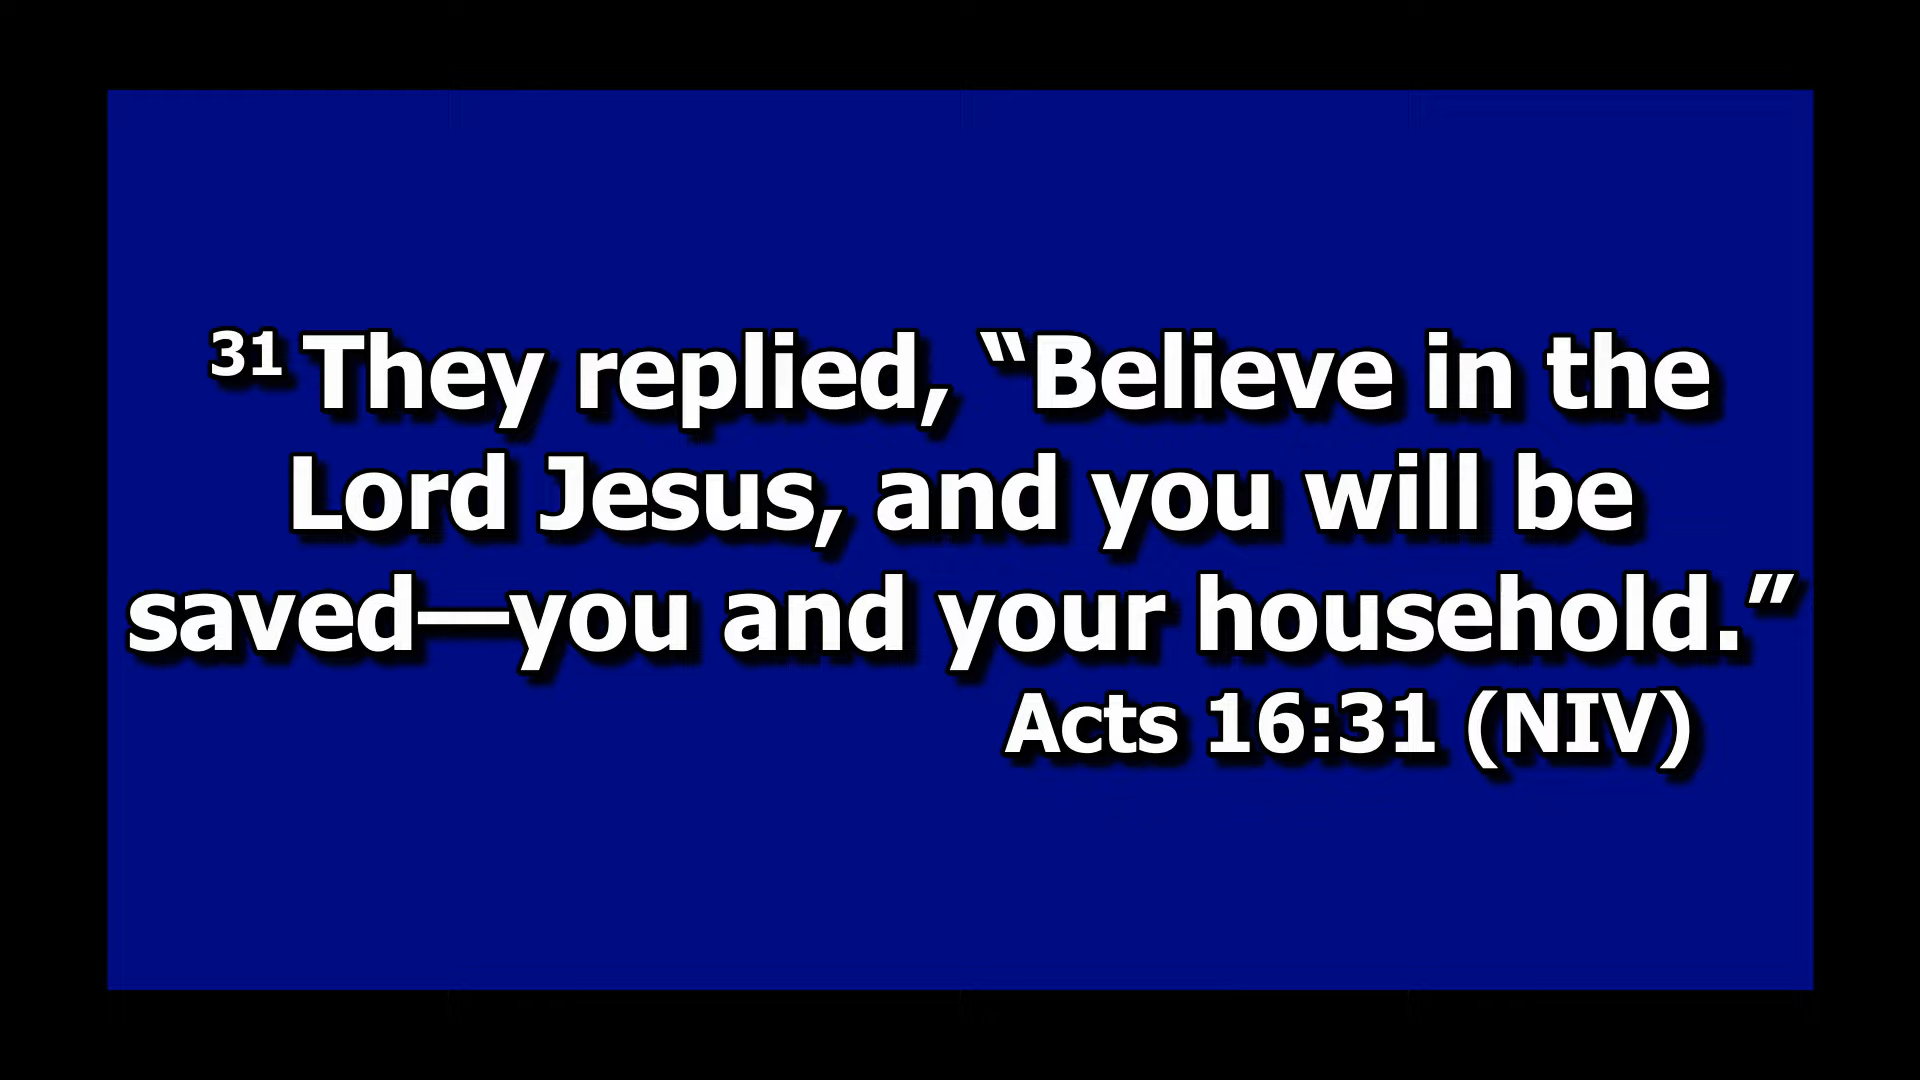 31 They replied, “Believe in the
Lord Jesus, and you will be
saved—you and your household.”
Acts 16:31 (NIV)